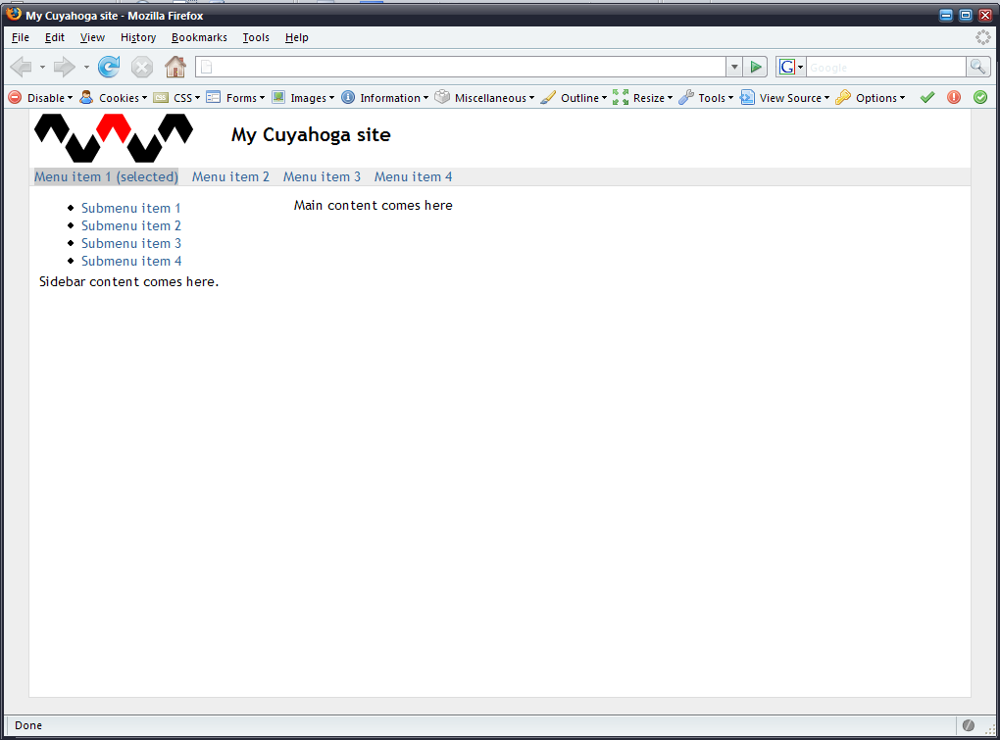 My Cuyahoga site - Mozilla Firefox
File Edit View History Bookmarks Tools Help
G Google
Disable Cookies CSS Forms Images Information Miscellaneous Outline Resize Tools View Source Options
My Cuyahoga site
Menu item 1 (selected) Menu item 2 Menu item 3 Menu item 4
Submenu item 1
Submenu item 2
Submenu item 3
Submenu item 4
Sidebar content comes here.
Main content comes here
Done